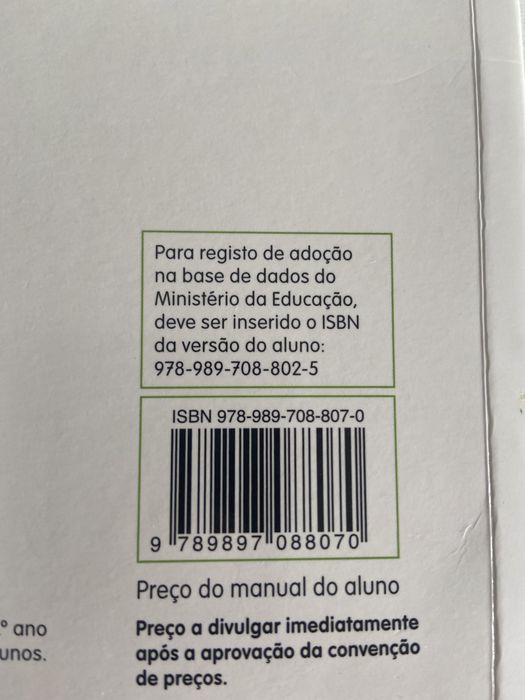 Para registo de adoção
na base de dados do
Ministério da Educação,
deve ser inserido o ISBN
da versão do aluno:
978-989-708-802-5
ISBN 978-989-708-807-0
9 789897 088070
Preço do manual do aluno
Preço a divulgar imediatamente
após a aprovação da convenção
de preços.
º ano
unos.